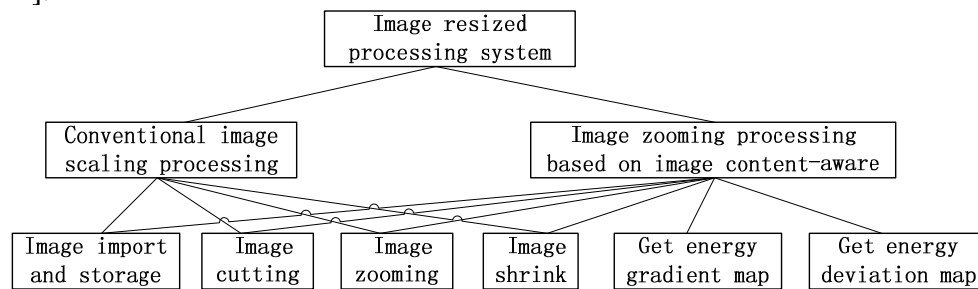 ].
Image resized
processing system
Conventional image
scaling processing
Image zooming processing
based on image content-aware
Image import
and storage
Image
cutting
Image
zooming
Image
shrink
Get energy
gradient map
Get energy
deviation map